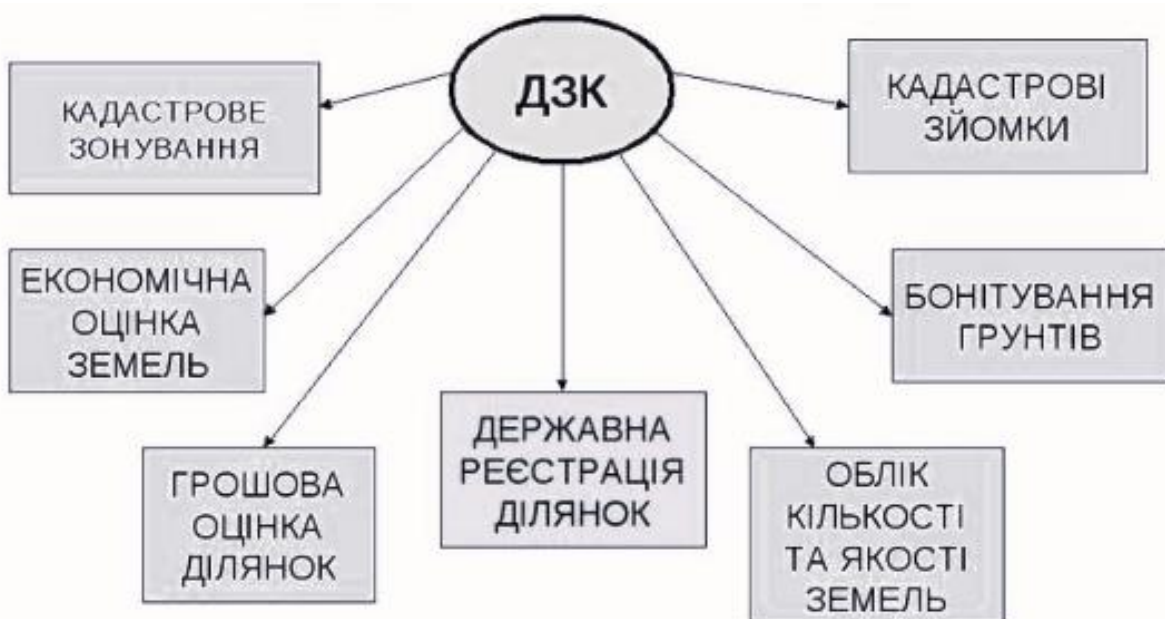 ДЗК
КАДАСТРОВЕ
ЗОНУВАННЯ
КАДАСТРОВІ
ЗЙОМКИ
ЕКОНОМІЧНА
ОЦІНКА
ЗЕМЕЛЬ
БОНІТУВАННЯ
ГРУНТІВ
ГРОШОВА
ОЦІНКА
ДІЛЯНОК
ДЕРЖАВНА
РЕЄСТРАЦІЯ
ДІЛЯНОК
ОБЛІК
КІЛЬКОСТІ
ТА ЯКОСТІ
ЗЕМЕЛЬ